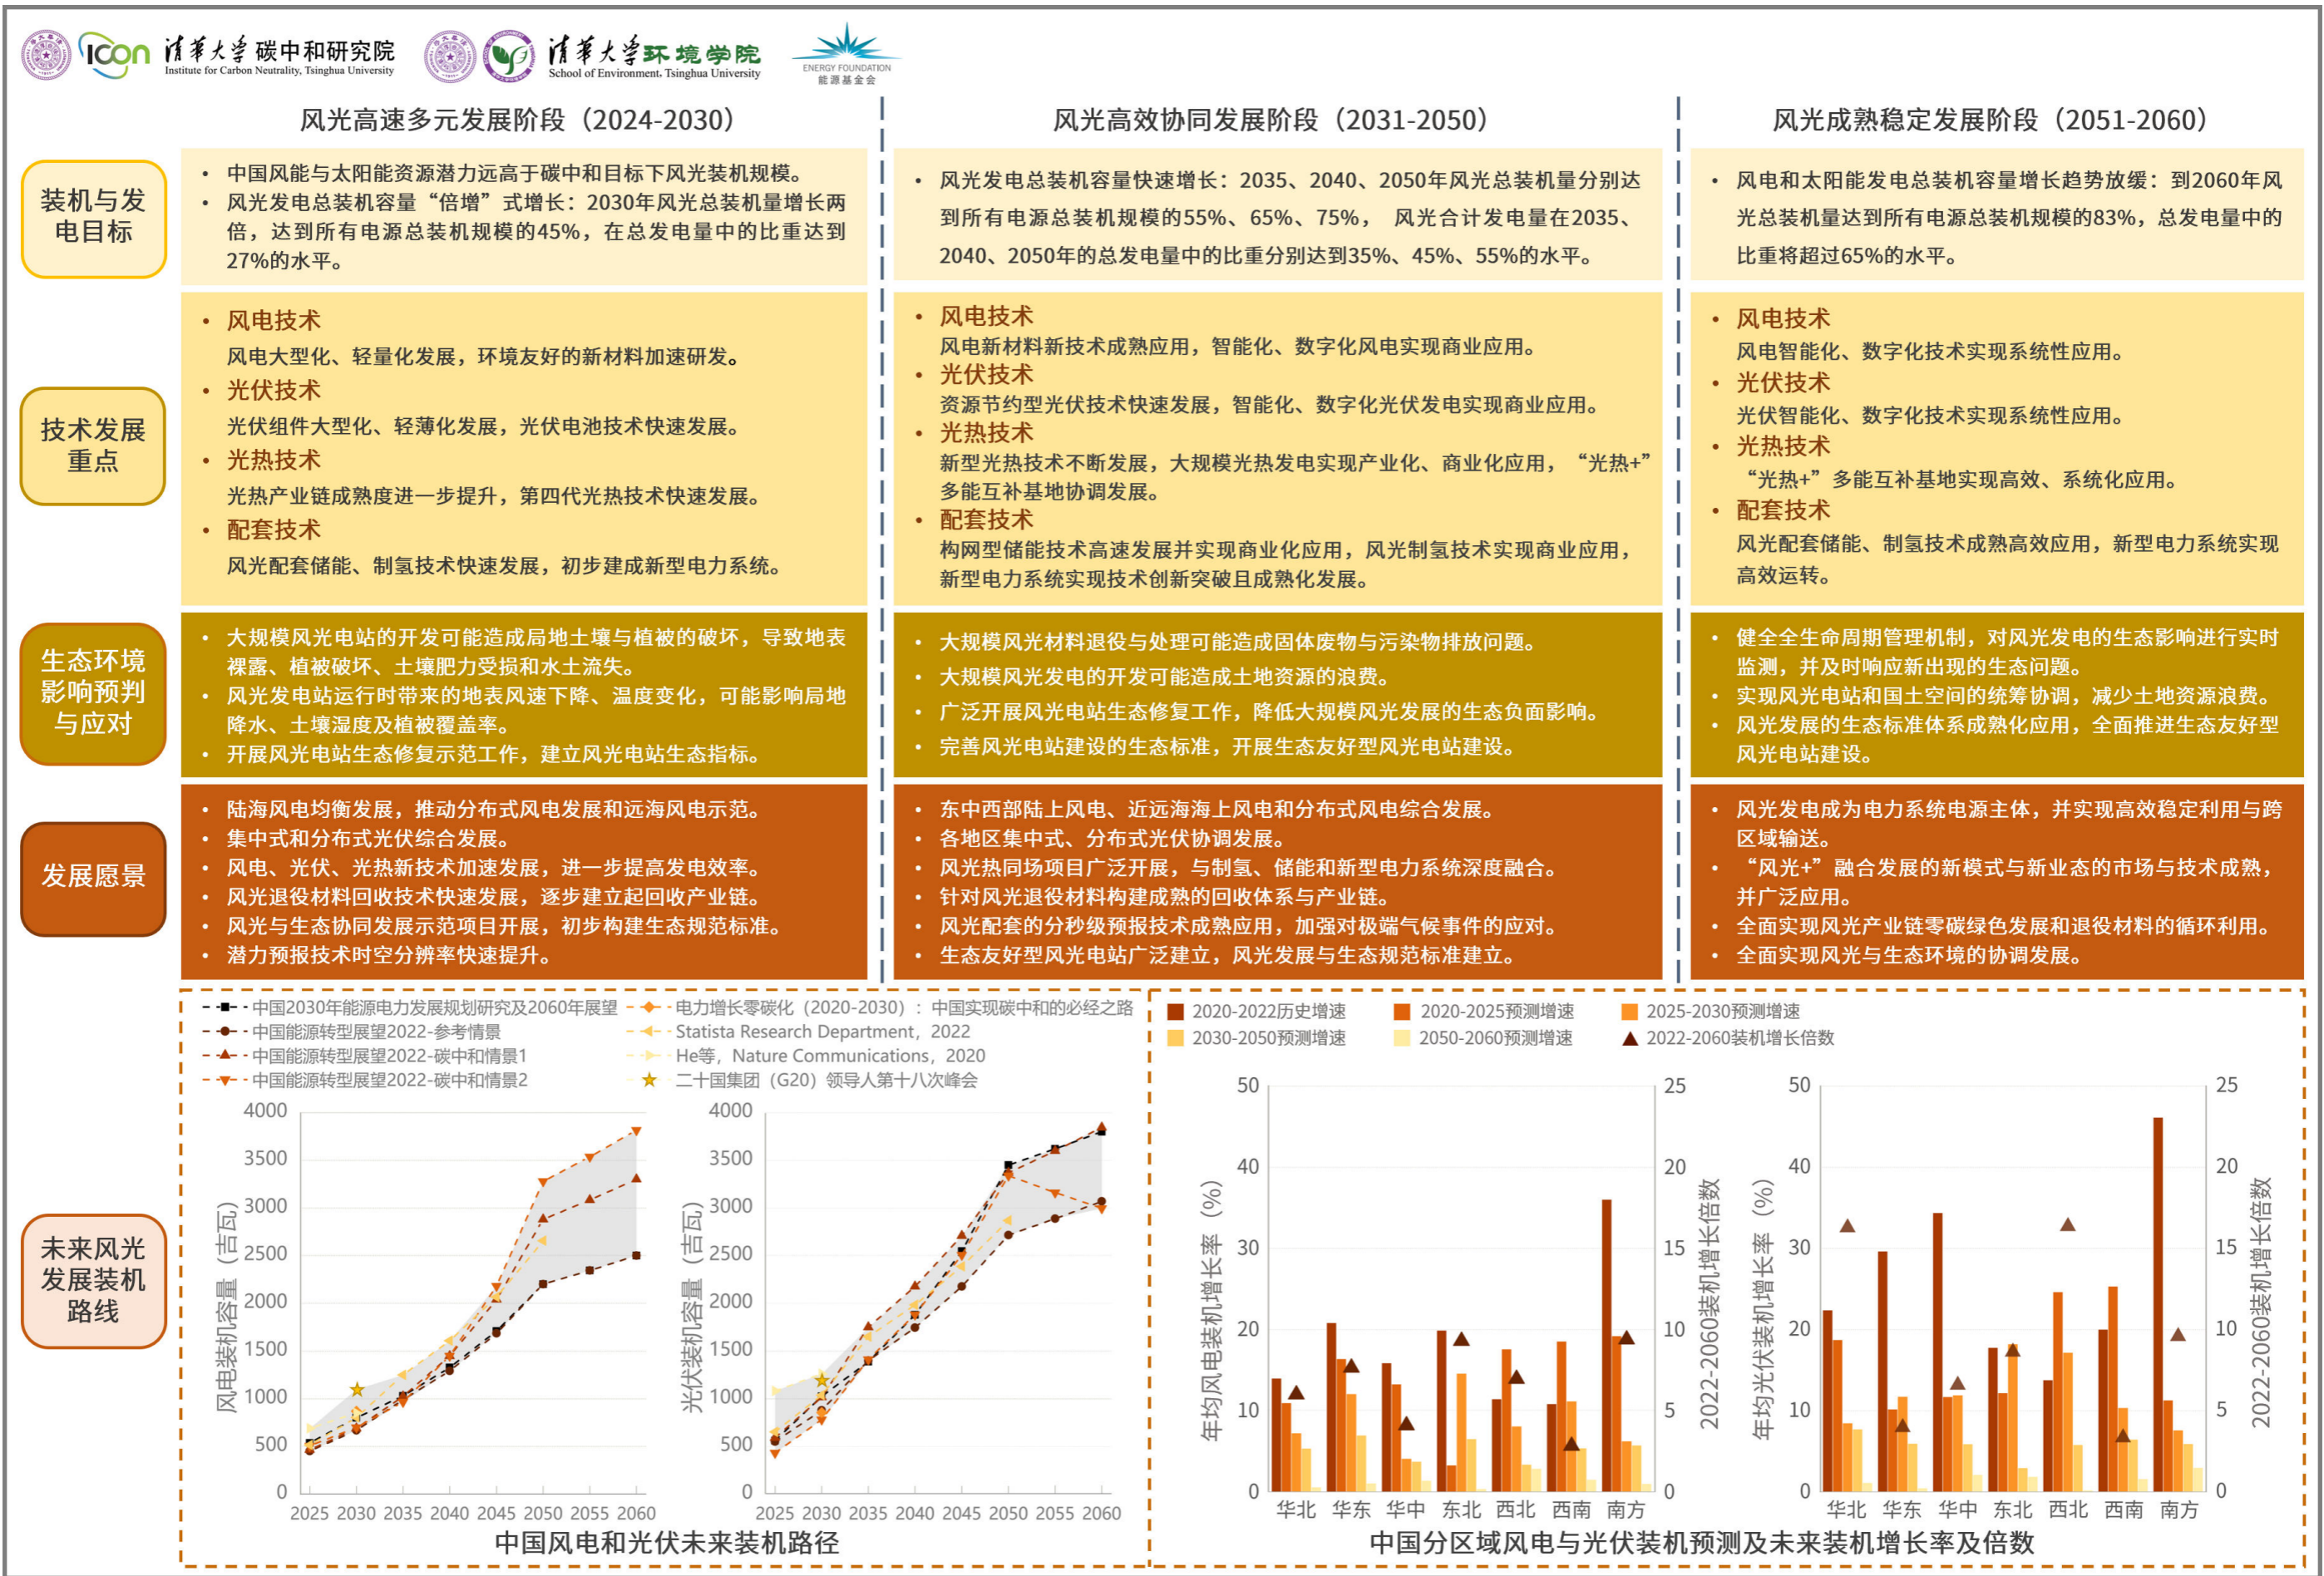 icon 清华大学碳中和研究院
Institute for Carbon Neutrality, Tsinghua University
清华大学环境学院
School of Environment, Tsinghua University
ENERGY FOUNDATION
能源基金会
风光高速多元发展阶段（2024-2030）
风光高效协同发展阶段（2031-2050）
风光成熟稳定发展阶段（2051-2060）
装机与发
电目标
• 中国风能与太阳能资源潜力远高于碳中和目标下风光装机规模。
• 风光发电总装机容量“倍增”式增长：2030年风光总装机量增长两
倍，达到所有电源总装机规模的45%，在总发电量中的比重达到
27%的水平。
• 风光发电总装机容量快速增长：2035、2040、2050年风光总装机量分别达
到所有电源总装机规模的55%、65%、75%， 风光合计发电量在2035、
2040、2050年的总发电量中的比重分别达到35%、45%、55%的水平。
• 风电和太阳能发电总装机容量增长趋势放缓：到2060年风
光总装机量达到所有电源总装机规模的83%，总发电量中的
比重将超过65%的水平。
技术发展
重点
• 风电技术
风电大型化、轻量化发展，环境友好的新材料加速研发。
• 光伏技术
光伏组件大型化、轻薄化发展，光伏电池技术快速发展。
• 光热技术
光热产业链成熟度进一步提升，第四代光热技术快速发展。
• 配套技术
风光配套储能、制氢技术快速发展，初步建成新型电力系统。
• 风电技术
风电新材料新技术成熟应用，智能化、数字化风电实现商业应用。
• 光伏技术
资源节约型光伏技术快速发展，智能化、数字化光伏发电实现商业应用。
• 光热技术
新型光热技术不断发展，大规模光热发电实现产业化、商业化应用，“光热+”
多能互补基地协调发展。
• 配套技术
构网型储能技术高速发展并实现商业化应用，风光制氢技术实现商业应用，
新型电力系统实现技术创新突破且成熟化发展。
• 风电技术
风电智能化、数字化技术实现系统性应用。
• 光伏技术
光伏智能化、数字化技术实现系统性应用。
• 光热技术
“光热+”多能互补基地实现高效、系统化应用。
• 配套技术
风光配套储能、制氢技术成熟高效应用，新型电力系统实现
高效运转。
生态环境
影响预判
与应对
• 大规模风光电站的开发可能造成局地土壤与植被的破坏，导致地表
裸露、植被破坏、土壤肥力受损和水土流失。
• 风光发电站运行时带来的地表风速下降、温度变化，可能影响局地
降水、土壤湿度及植被覆盖率。
• 开展风光电站生态修复示范工作，建立风光电站生态指标。
• 大规模风光材料退役与处理可能造成固体废物与污染物排放问题。
• 大规模风光发电的开发可能造成土地资源的浪费。
• 广泛开展风光电站生态修复工作，降低大规模风光发展的生态负面影响。
• 完善风光电站建设的生态标准，开展生态友好型风光电站建设。
• 健全全生命周期管理机制，对风光发电的生态影响进行实时
监测，并及时响应新出现的生态问题。
• 实现风光电站和国土空间的统筹协调，减少土地资源浪费。
• 风光发展的生态标准体系成熟化应用，全面推进生态友好型
风光电站建设。
发展愿景
• 陆海风电均衡发展，推动分布式风电发展和远海风电示范。
• 集中式和分布式光伏综合发展。
• 风电、光伏、光热新技术加速发展，进一步提高发电效率。
• 风光退役材料回收技术快速发展，逐步建立起回收产业链。
• 风光与生态协同发展示范项目开展，初步构建生态规范标准。
• 潜力预报技术时空分辨率快速提升。
• 东中西部陆上风电、近远海海上风电和分布式风电综合发展。
• 各地区集中式、分布式光伏协调发展。
• 风光热同场项目广泛开展，与制氢、储能和新型电力系统深度融合。
• 针对风光退役材料构建成熟的回收体系与产业链。
• 风光配套的分秒级预报技术成熟应用，加强对极端气候事件的应对。
• 生态友好型风光电站广泛建立，风光发展与生态规范标准建立。
• 风光发电成为电力系统电源主体，并实现高效稳定利用与跨
区域输送。
• “风光+”融合发展的新模式与新业态的市场与技术成熟，
并广泛应用。
• 全面实现风光产业链零碳绿色发展和退役材料的循环利用。
• 全面实现风光与生态环境的协调发展。
未来风光
发展装机
路线
中国2030年能源电力发展规划研究及2060年展望
中国能源转型展望2022-参考情景
中国能源转型展望2022-碳中和情景1
中国能源转型展望2022-碳中和情景2
电力增长零碳化（2020-2030）：中国实现碳中和的必经之路
Statista Research Department，2022
He等，Nature Communications，2020
二十国集团（G20）领导人第十八次峰会
风电装机容量（吉瓦）
4000
3500
3000
2500
2000
1500
1000
500
0
2025 2030 2035 2040 2045 2050 2055 2060
光伏装机容量（吉瓦）
4000
3500
3000
2500
2000
1500
1000
500
0
2025 2030 2035 2040 2045 2050 2055 2060
中国风电和光伏未来装机路径
2020-2022历史增速 2020-2025预测增速 2025-2030预测增速
2030-2050预测增速 2050-2060预测增速 2022-2060装机增长倍数
年均风电装机增长率（%）
50
40
30
20
10
0
25
20
15
10
5
0
2022-2060装机增长倍数
华北 华东 华中 东北 西北 西南 南方
年均光伏装机增长率（%）
50
40
30
20
10
0
25
20
15
10
5
0
2022-2060装机增长倍数
华北 华东 华中 东北 西北 西南 南方
中国分区域风电与光伏装机预测及未来装机增长率及倍数